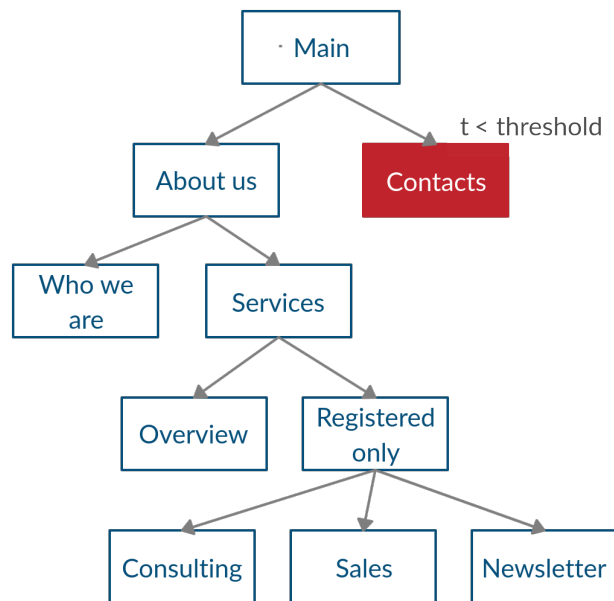 Main
t < threshold
About us
Contacts
Who we
are
Services
Overview
Registered
only
Consulting
Sales
Newsletter